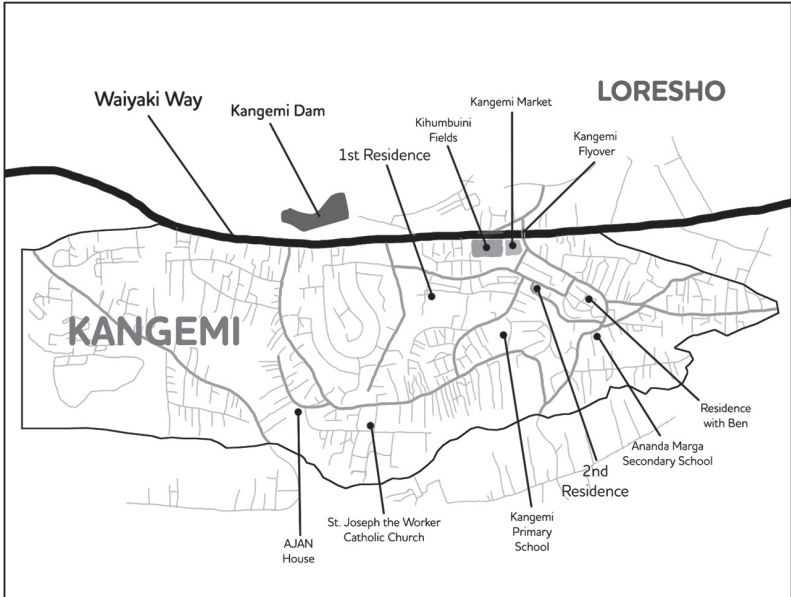 LORESHO
Waiyaki Way
Kangemi Dam
Kangemi Market
Kihumbuini
Fields
Kangemi
Flyover
1st Residence
KANGEMI
Residence
with Ben
Ananda Marga
Secondary School
2nd
Residence
Kangemi
Primary
School
St. Joseph the Worker
Catholic Church
AJAN
House